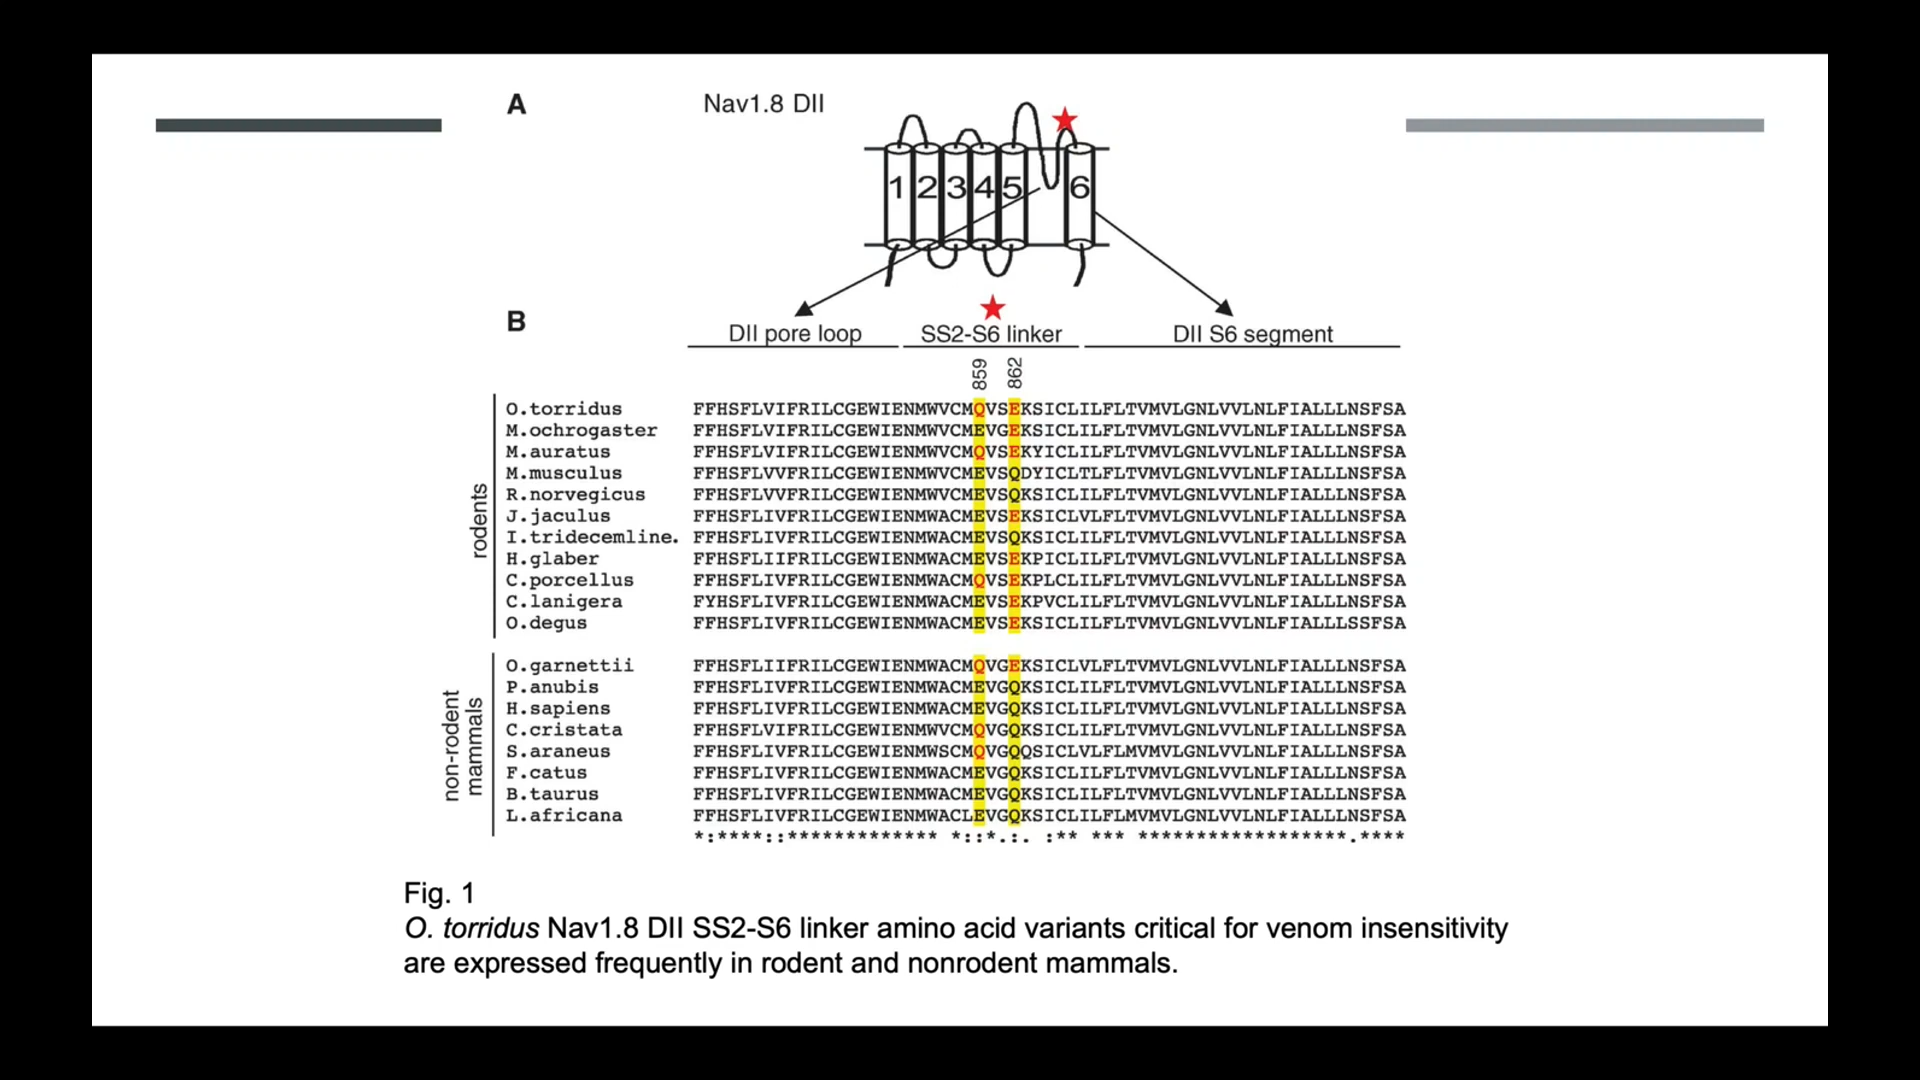 A
Nav1.8 DII
1 2 3 4 5 6
B
DII pore loop SS2-S6 linker DII S6 segment
859 862
rodents
O.torridus FFHSFLVIFRILCGEWIENMWVCMQVSEKSICLILFLTVMVLGNLVVLNLFIALLLNSFSA
M.ochrogaster FFHSFLVIFRILCGEWIENMWVCMEVGEKSICLILFLTVMVLGNLVVLNLFIALLLNSFSA
M.auratus FFHSFLVIFRILCGEWIENMWVCMQVSEKYICLILFLTVMVLGNLVVLNLFIALLLNSFSA
M.musculus FFHSFLVVFRILCGEWIENMWVCMEVSQDYICLTLFLTVMVLGNLVVLNLFIALLLNSFSA
R.norvegicus FFHSFLVVFRILCGEWIENMWVCMEVSQKSICLILFLTVMVLGNLVVLNLFIALLLNSFSA
J.jaculus FFHSFLIVFRILCGEWIENMWACMEVSEKSICLVLFLTVMVLGNLVVLNLFIALLLNSFSA
I.tridecemline. FFHSFLIVFRILCGEWIENMWACMEVSQKSICLILFLTVMVLGNLVVLNLFIALLLNSFSA
H.glaber FFHSFLIIFRILCGEWIENMWACMEVSEKPICLILFLTVMVLGNLVVLNLFIALLLNSFSA
C.porcellus FFHSFLIVFRILCGEWIENMWACMQVSEKPLCLILFLTVMVLGNLVVLNLFIALLLNSFSA
C.lanigera FYHSFLIVFRILCGEWIENMWACMEVSEKPVCLILFLTVMVLGNLVVLNLFIALLLNSFSA
O.degus FFHSFLIVFRILCGEWIENMWACMEVSEKSICLILFLTVMVLGNLVVLNLFIALLLSSFSA
non-rodent
mammals
O.garnettii FFHSFLIIFRILCGEWIENMWACMQVGEKSICLVLFLTVMVLGNLVVLNLFIALLLNSFSA
P.anubis FFHSFLIVFRILCGEWIENMWACMEVGQKSICLILFLTVMVLGNLVVLNLFIALLLNSFSA
H.sapiens FFHSFLIVFRILCGEWIENMWACMEVGQKSICLILFLTVMVLGNLVVLNLFIALLLNSFSA
C.cristata FFHSFLVIFRILCGEWIENMWVCMQVGQKSICLILFLTVMVLGNLVVLNLFIALLLNSFSA
S.araneus FFHSFLIVFRILCGEWIENMWSCMQVGQQSICLVLFLMVMVLGNLVVLNLFIALLLNSFSA
F.catus FFHSFLIVFRILCGEWIENMWACMEVGQKSICLILFLTVMVLGNLVVLNLFIALLLNSFSA
B.taurus FFHSFLIVFRILCGEWIENMWACMEVGQKSICLILFLTVMVLGNLVVLNLFIALLLNSFSA
L.africana FFHSFLIVFRILCGEWIENMWACLEVGQKSICLILFLMVMVLGNLVVLNLFIALLLNSFSA
*:****::************* *::*.:. :** *** ******************.****
Fig. 1
O. torridus Nav1.8 DII SS2-S6 linker amino acid variants critical for venom insensitivity
are expressed frequently in rodent and nonrodent mammals.